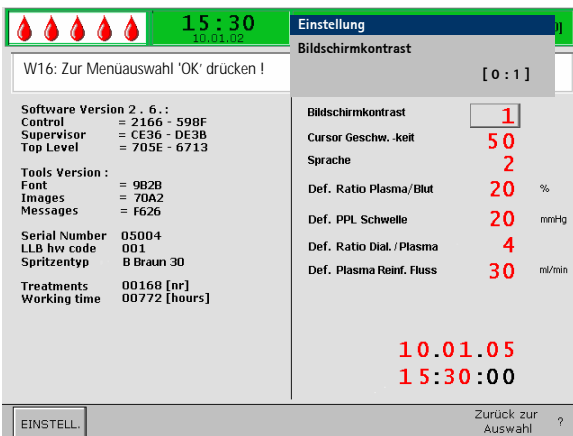 15:30
10.01.02
W16: Zur Menüauswahl 'OK' drücken !
Einstellung
Bildschirmkontrast
[ 0 : 1 ]
Software Version 2 . 6 . :
Control = 2166 - 598F
Supervisor = CE36 - DE3B
Top Level = 705E - 6713
Tools Version :
Font = 9B2B
Images = 70A2
Messages = F626
Serial Number 05004
LLB hw code 001
Spritzentyp B Braun 30
Treatments 00168 [nr]
Working time 00772 [hours]
Bildschirmkontrast 1
Cursor Geschw. -keit 50
Sprache 2
Def. Ratio Plasma/Blut 20 %
Def. PPL Schwelle 20 mmHg
Def. Ratio Dial. / Plasma 4
Def. Plasma Reinf. Fluss 30 ml/min
10.01.05
15:30:00
EINSTELL.
Zurück zur
Auswahl ?